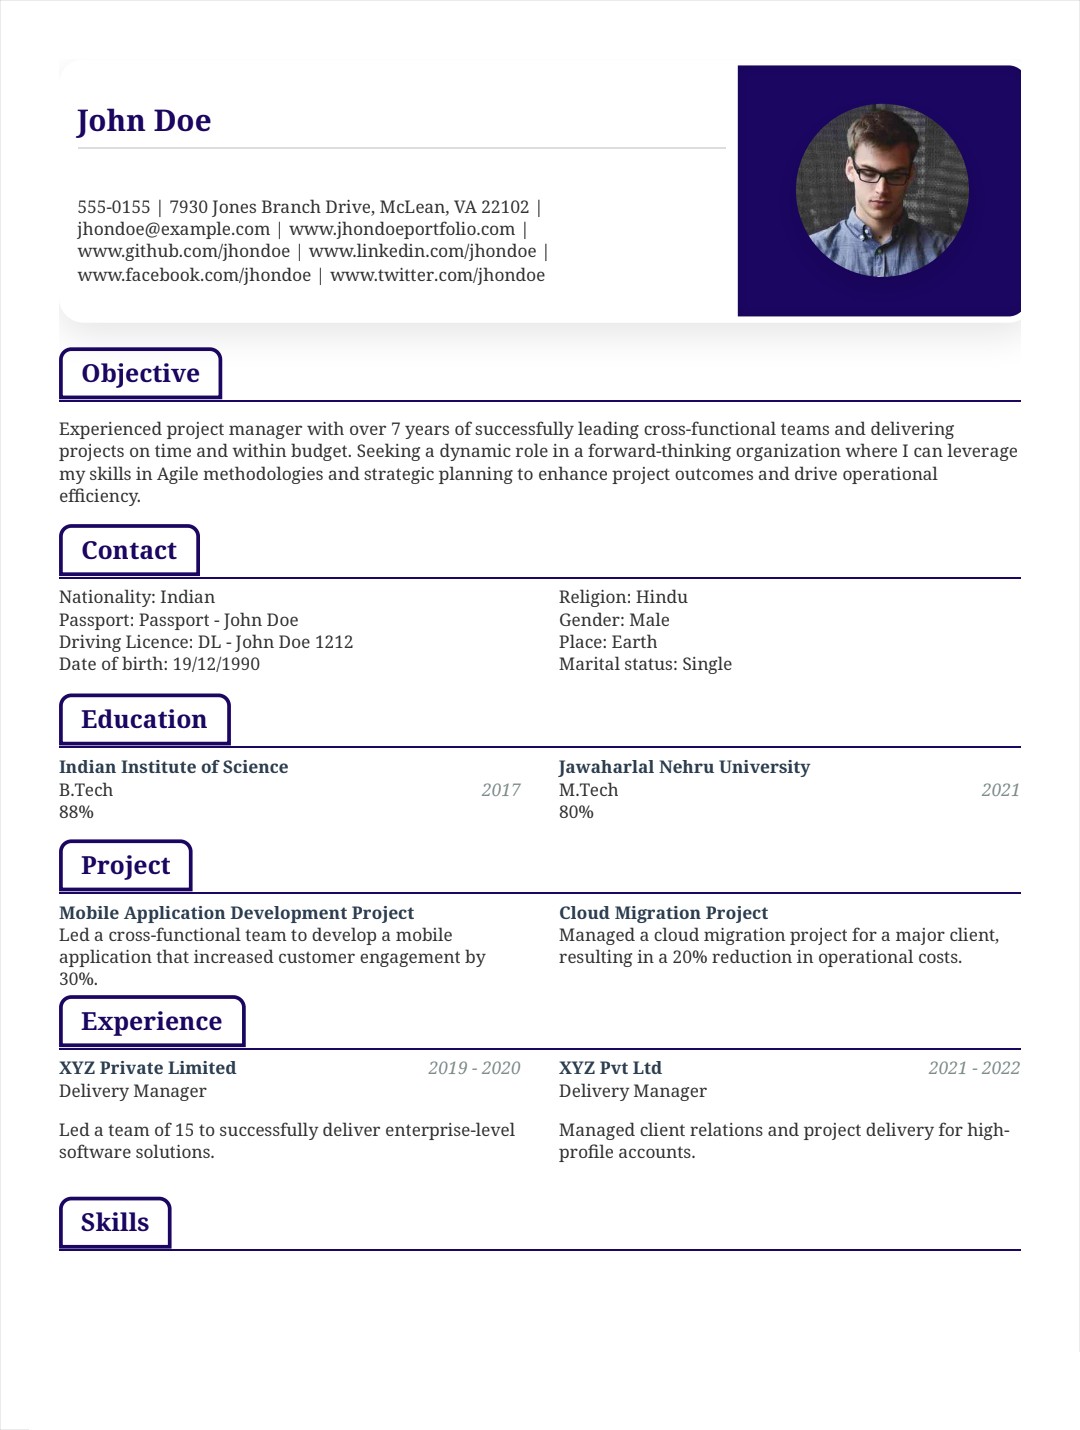 John Doe
555-0155 | 7930 Jones Branch Drive, McLean, VA 22102 |
jhondoe@example.com | www.jhondoeportfolio.com |
www.github.com/jhondoe | www.linkedin.com/jhondoe |
www.facebook.com/jhondoe | www.twitter.com/jhondoe
Objective
Experienced project manager with over 7 years of successfully leading cross-functional teams and delivering
projects on time and within budget. Seeking a dynamic role in a forward-thinking organization where I can leverage
my skills in Agile methodologies and strategic planning to enhance project outcomes and drive operational
efficiency.
Contact
Nationality: Indian
Passport: Passport - John Doe
Driving Licence: DL - John Doe 1212
Date of birth: 19/12/1990
Religion: Hindu
Gender: Male
Place: Earth
Marital status: Single
Education
Indian Institute of Science
B.Tech 2017
88%
Jawaharlal Nehru University
M.Tech 2021
80%
Project
Mobile Application Development Project
Led a cross-functional team to develop a mobile
application that increased customer engagement by
30%.
Cloud Migration Project
Managed a cloud migration project for a major client,
resulting in a 20% reduction in operational costs.
Experience
XYZ Private Limited 2019 - 2020
Delivery Manager
Led a team of 15 to successfully deliver enterprise-level
software solutions.
XYZ Pvt Ltd 2021 - 2022
Delivery Manager
Managed client relations and project delivery for high-
profile accounts.
Skills